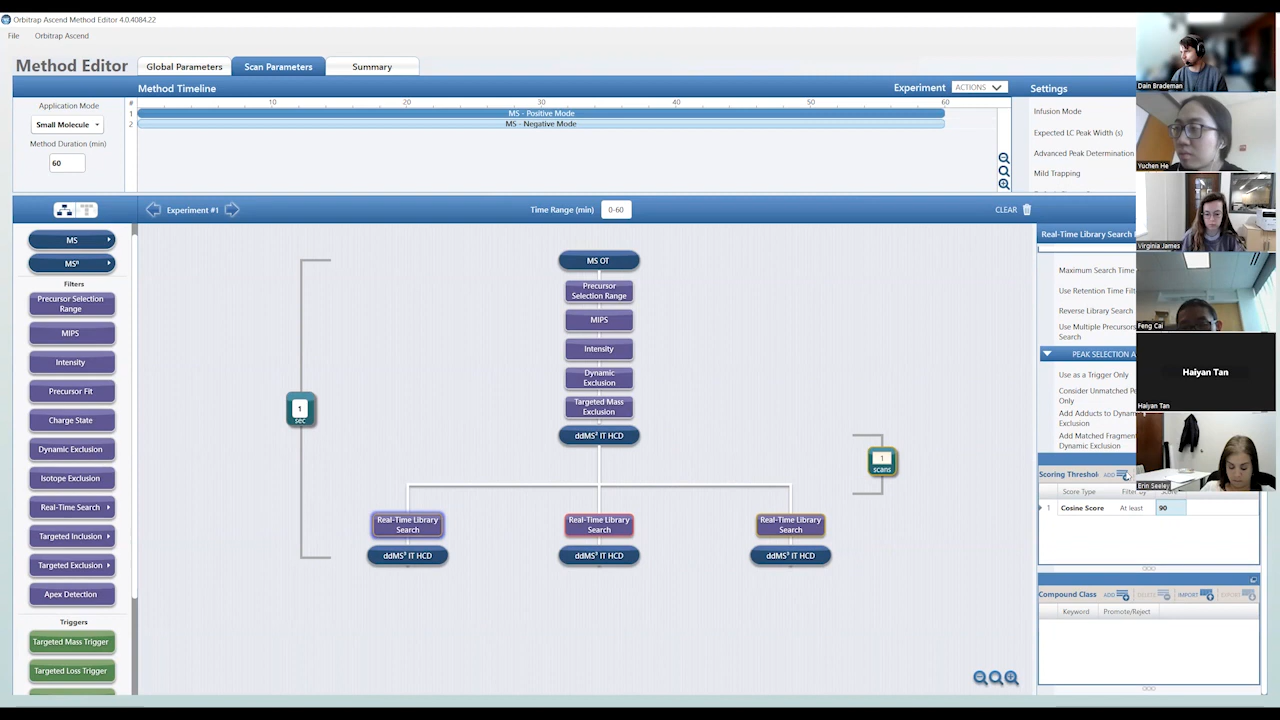 Orbitrap Ascend Method Editor 4.0.4084.22
File Orbitrap Ascend
Method Editor
Global Parameters
Scan Parameters
Summary
Method Timeline
Experiment
ACTIONS
Settings
Application Mode
Small Molecule
Method Duration (min)
60
# 10 20 30 40 50 60
1 MS - Positive Mode
2 MS - Negative Mode
Infusion Mode
Expected LC Peak Width (s)
Advanced Peak Determination
Mild Trapping
Experiment #1
Time Range (min) 0-60
CLEAR
MS
MSⁿ
Filters
Precursor Selection
Range
MIPS
Intensity
Precursor Fit
Charge State
Dynamic Exclusion
Isotope Exclusion
Real-Time Search
Targeted Inclusion
Targeted Exclusion
Apex Detection
Triggers
Targeted Mass Trigger
Targeted Loss Trigger
1
sec
MS OT
Precursor
Selection Range
MIPS
Intensity
Dynamic
Exclusion
Targeted Mass
Exclusion
ddMS² IT HCD
1
scans
Real-Time Library
Search
ddMS³ IT HCD
Real-Time Library
Search
ddMS³ IT HCD
Real-Time Library
Search
ddMS³ IT HCD
Real-Time Library Search
Maximum Search Time
Use Retention Time Filt
Reverse Library Search
Use Multiple Precursors
Search
PEAK SELECTION A
Use as a Trigger Only
Consider Unmatched Pe
Only
Add Adducts to Dynam
Exclusion
Add Matched Fragmen
Dynamic Exclusion
Scoring Threshol ADD
Score Type Filter by
1 Cosine Score At least 90
Compound Class ADD DELETE IMPORT EXPORT
Keyword Promote/Reject
Dain Brademan
Yuchen He
Virginia James
Feng Cai
Haiyan Tan
Haiyan Tan
Erin Seeley